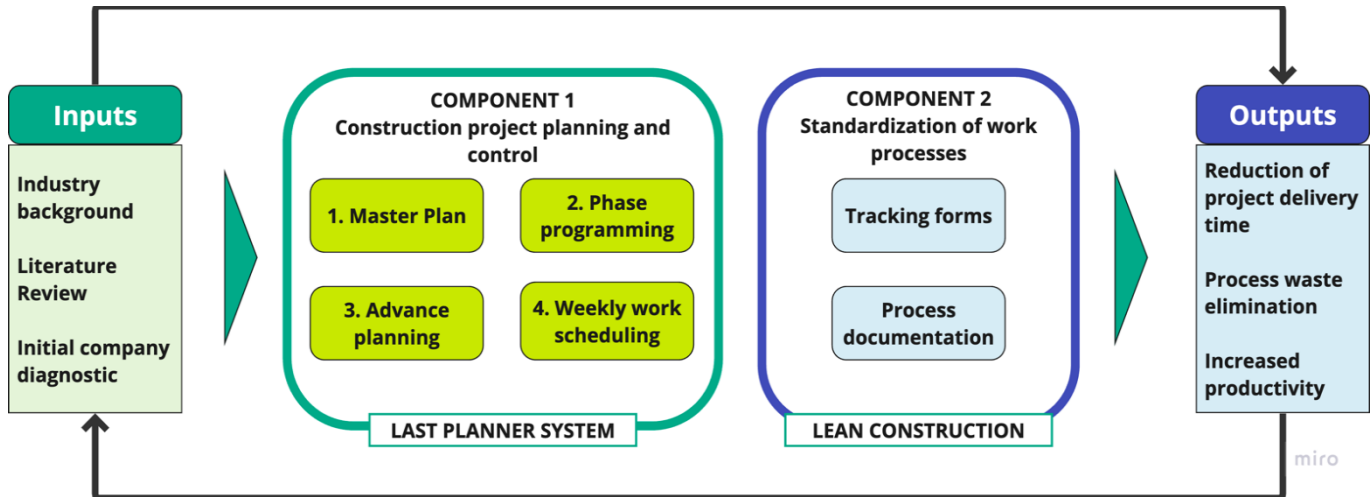 Inputs
Industry
background
Literature
Review
Initial company
diagnostic
COMPONENT 1
Construction project planning and
control
1. Master Plan
2. Phase
programming
3. Advance
planning
4. Weekly work
scheduling
LAST PLANNER SYSTEM
COMPONENT 2
Standardization of work
processes
Tracking forms
Process
documentation
LEAN CONSTRUCTION
Outputs
Reduction of
project delivery
time
Process waste
elimination
Increased
productivity
miro